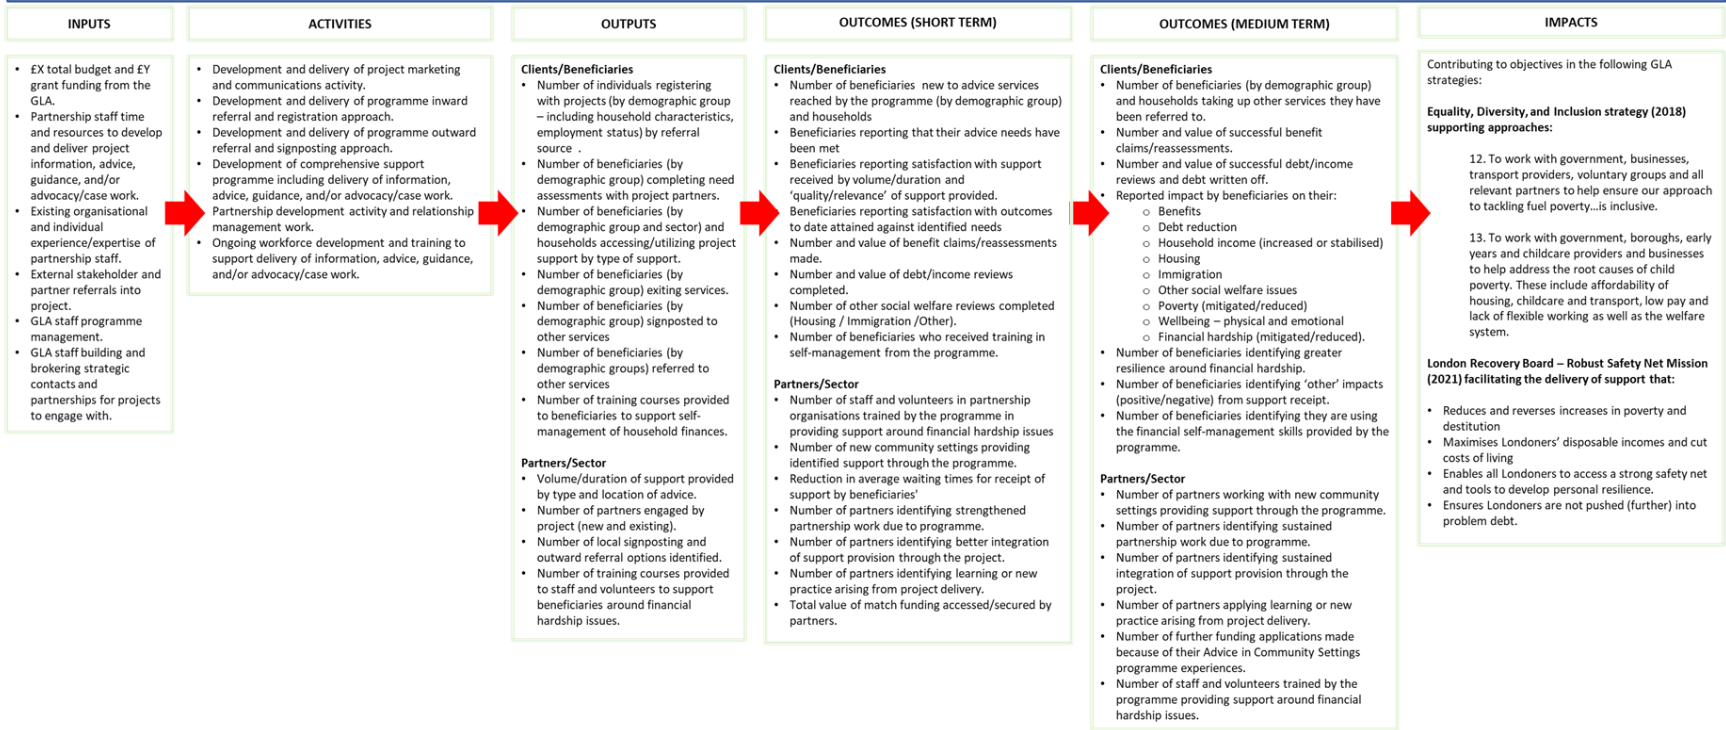 INPUTS
• £X total budget and £Y
grant funding from the
GLA.
• Partnership staff time
and resources to develop
and deliver project
information, advice,
guidance, and/or
advocacy/case work.
• Existing organisational
and individual
experience/expertise of
partnership staff.
• External stakeholder and
partner referrals into
project.
• GLA staff programme
management.
• GLA staff building and
brokering strategic
contacts and
partnerships for projects
to engage with.
ACTIVITIES
• Development and delivery of project marketing
and communications activity.
• Development and delivery of programme inward
referral and registration approach.
• Development and delivery of programme outward
referral and signposting approach.
• Development of comprehensive support
programme including delivery of information,
advice, guidance, and/or advocacy/case work.
Partnership development activity and relationship
management work.
• Ongoing workforce development and training to
support delivery of information, advice, guidance,
and/or advocacy/case work.
OUTPUTS
Clients/Beneficiaries
• Number of individuals registering
with projects (by demographic group
– including household characteristics,
employment status) by referral
source .
• Number of beneficiaries (by
demographic group) completing need
assessments with project partners.
• Number of beneficiaries (by
demographic group and sector) and
households accessing/utilizing project
support by type of support.
• Number of beneficiaries (by
demographic group) exiting services.
• Number of beneficiaries (by
demographic group) signposted to
other services
• Number of beneficiaries (by
demographic groups) referred to
other services
• Number of training courses provided
to beneficiaries to support self-
management of household finances.
Partners/Sector
• Volume/duration of support provided
by type and location of advice.
• Number of partners engaged by
project (new and existing).
• Number of local signposting and
outward referral options identified.
• Number of training courses provided
to staff and volunteers to support
beneficiaries around financial
hardship issues.
OUTCOMES (SHORT TERM)
Clients/Beneficiaries
• Number of beneficiaries new to advice services
reached by the programme (by demographic group)
and households
• Beneficiaries reporting that their advice needs have
been met
• Beneficiaries reporting satisfaction with support
received by volume/duration and
‘quality/relevance’ of support provided.
Beneficiaries reporting satisfaction with outcomes
to date attained against identified needs
• Number and value of benefit claims/reassessments
made.
• Number and value of debt/income reviews
completed.
• Number of other social welfare reviews completed
(Housing / Immigration /Other).
• Number of beneficiaries who received training in
self-management from the programme.
Partners/Sector
• Number of staff and volunteers in partnership
organisations trained by the programme in
providing support around financial hardship issues
• Number of new community settings providing
identified support through the programme.
• Reduction in average waiting times for receipt of
support by beneficiaries'
• Number of partners identifying strengthened
partnership work due to programme.
• Number of partners identifying better integration
of support provision through the project.
• Number of partners identifying learning or new
practice arising from project delivery.
• Total value of match funding accessed/secured by
partners.
OUTCOMES (MEDIUM TERM)
Clients/Beneficiaries
• Number of beneficiaries (by demographic group)
and households taking up other services they have
been referred to.
• Number and value of successful benefit
claims/reassessments.
• Number and value of successful debt/income
reviews and debt written off.
• Reported impact by beneficiaries on their:
o Benefits
o Debt reduction
o Household income (increased or stabilised)
o Housing
o Immigration
o Other social welfare issues
o Poverty (mitigated/reduced)
o Wellbeing – physical and emotional
o Financial hardship (mitigated/reduced).
• Number of beneficiaries identifying greater
resilience around financial hardship.
• Number of beneficiaries identifying ‘other’ impacts
(positive/negative) from support receipt.
• Number of beneficiaries identifying they are using
the financial self-management skills provided by the
programme.
Partners/Sector
• Number of partners working with new community
settings providing support through the programme.
• Number of partners identifying sustained
partnership work due to programme.
• Number of partners identifying sustained
integration of support provision through the
project.
• Number of partners applying learning or new
practice arising from project delivery.
• Number of further funding applications made
because of their Advice in Community Settings
programme experiences.
• Number of staff and volunteers trained by the
programme providing support around financial
hardship issues.
IMPACTS
Contributing to objectives in the following GLA
strategies:
Equality, Diversity, and Inclusion strategy (2018)
supporting approaches:
12. To work with government, businesses,
transport providers, voluntary groups and all
relevant partners to help ensure our approach
to tackling fuel poverty…is inclusive.
13. To work with government, boroughs, early
years and childcare providers and businesses
to help address the root causes of child
poverty. These include affordability of
housing, childcare and transport, low pay and
lack of flexible working as well as the welfare
system.
London Recovery Board – Robust Safety Net Mission
(2021) facilitating the delivery of support that:
• Reduces and reverses increases in poverty and
destitution
• Maximises Londoners’ disposable incomes and cut
costs of living
• Enables all Londoners to access a strong safety net
and tools to develop personal resilience.
• Ensures Londoners are not pushed (further) into
problem debt.